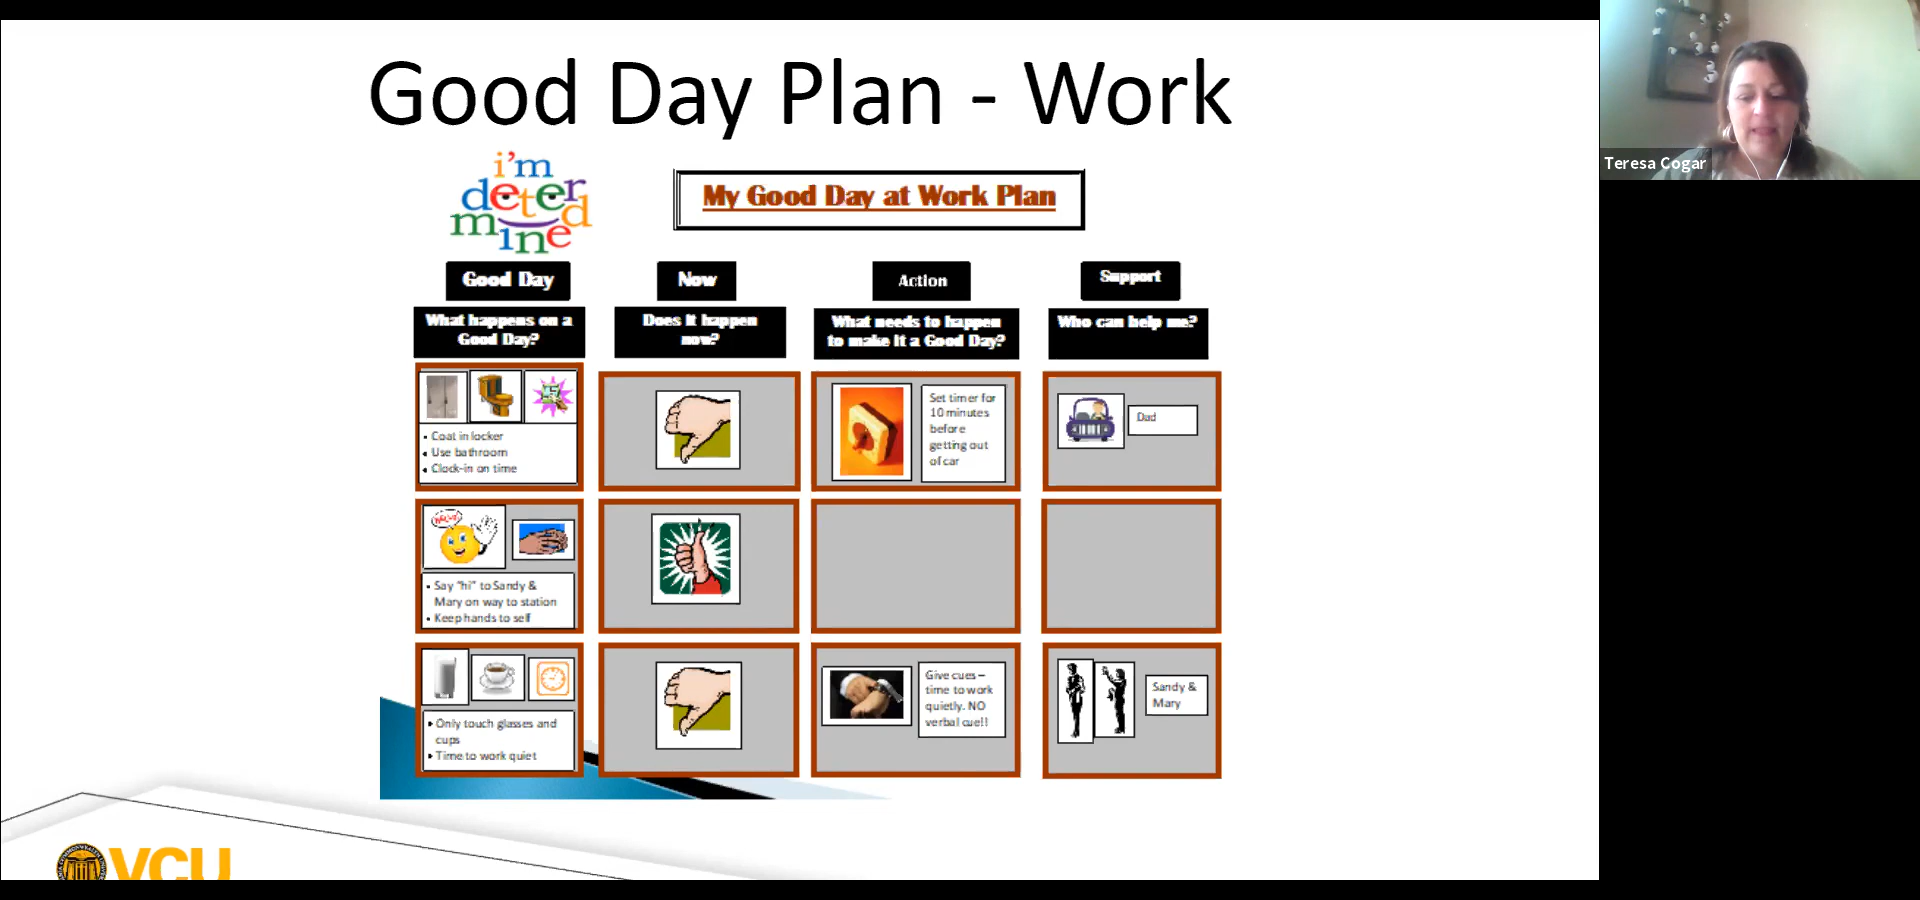 Good Day Plan - Work
Teresa Cogar
i'm
deter
mined
My Good Day at Work Plan
Good Day
Now
Action
Support
What happens on a
Good Day?
Does it happen
now?
What needs to happen
to make it a Good Day?
Who can help me?
• Coat in locker
• Use bathroom
• Clock-in on time
Set timer for
10 minutes
before
getting out
of car
Dad
• Say "hi" to Sandy &
Mary on way to station
• Keep hands to self
• Only touch glasses and
cups
• Time to work quiet
Give cues –
time to work
quietly. NO
verbal cue!!
Sandy &
Mary
VCU